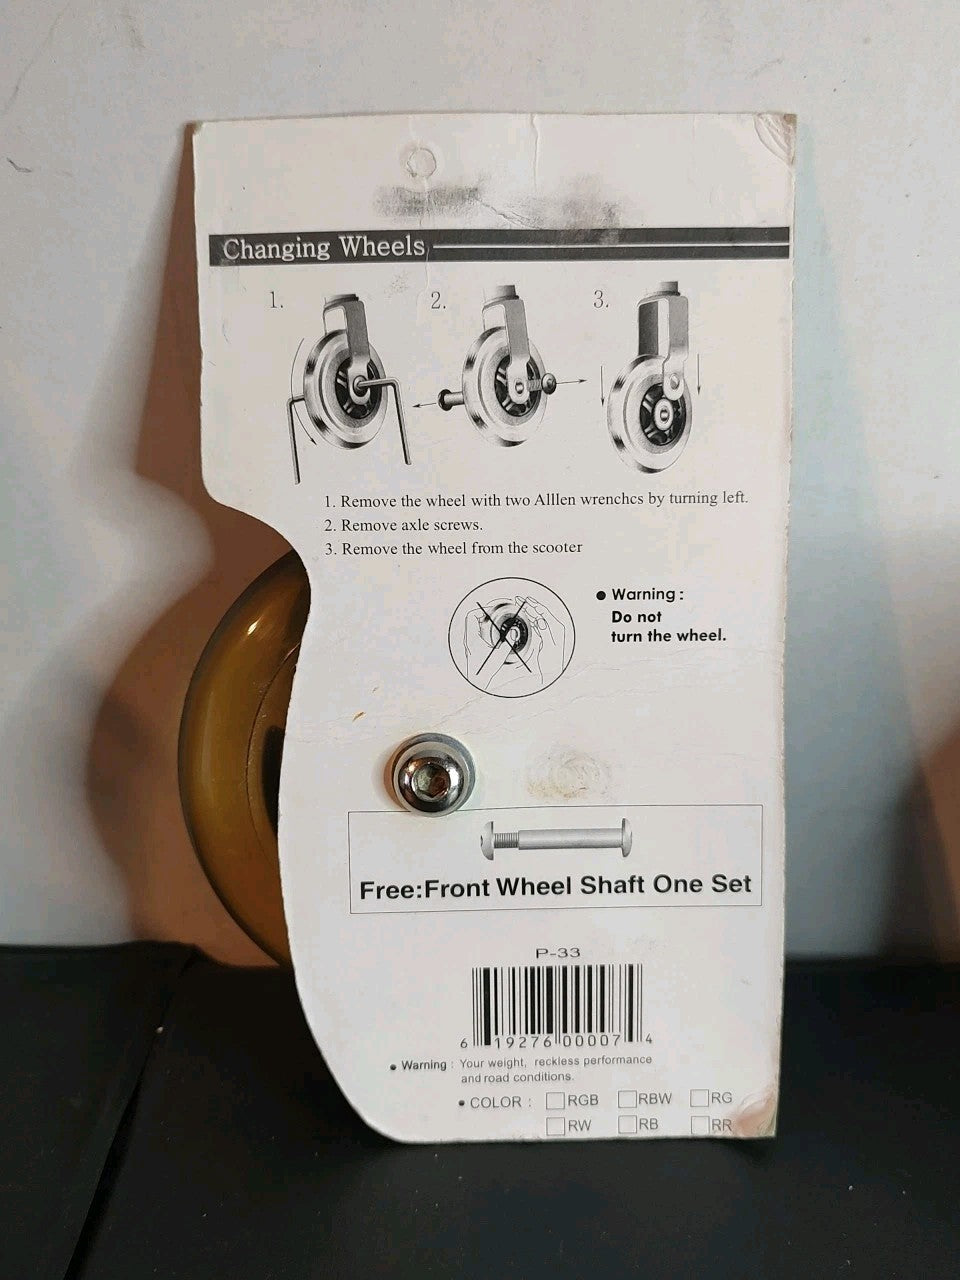 Changing Wheels
1. 2. 3.
1. Remove the wheel with two Alllen wrenchcs by turning left.
2. Remove axle screws.
3. Remove the wheel from the scooter
● Warning :
Do not
turn the wheel.
Free:Front Wheel Shaft One Set
P-33
6 19276 00007 4
● Warning : Your weight, reckless performance
and road conditions.
● COLOR : □RGB □RBW □RG
□RW □RB □RR